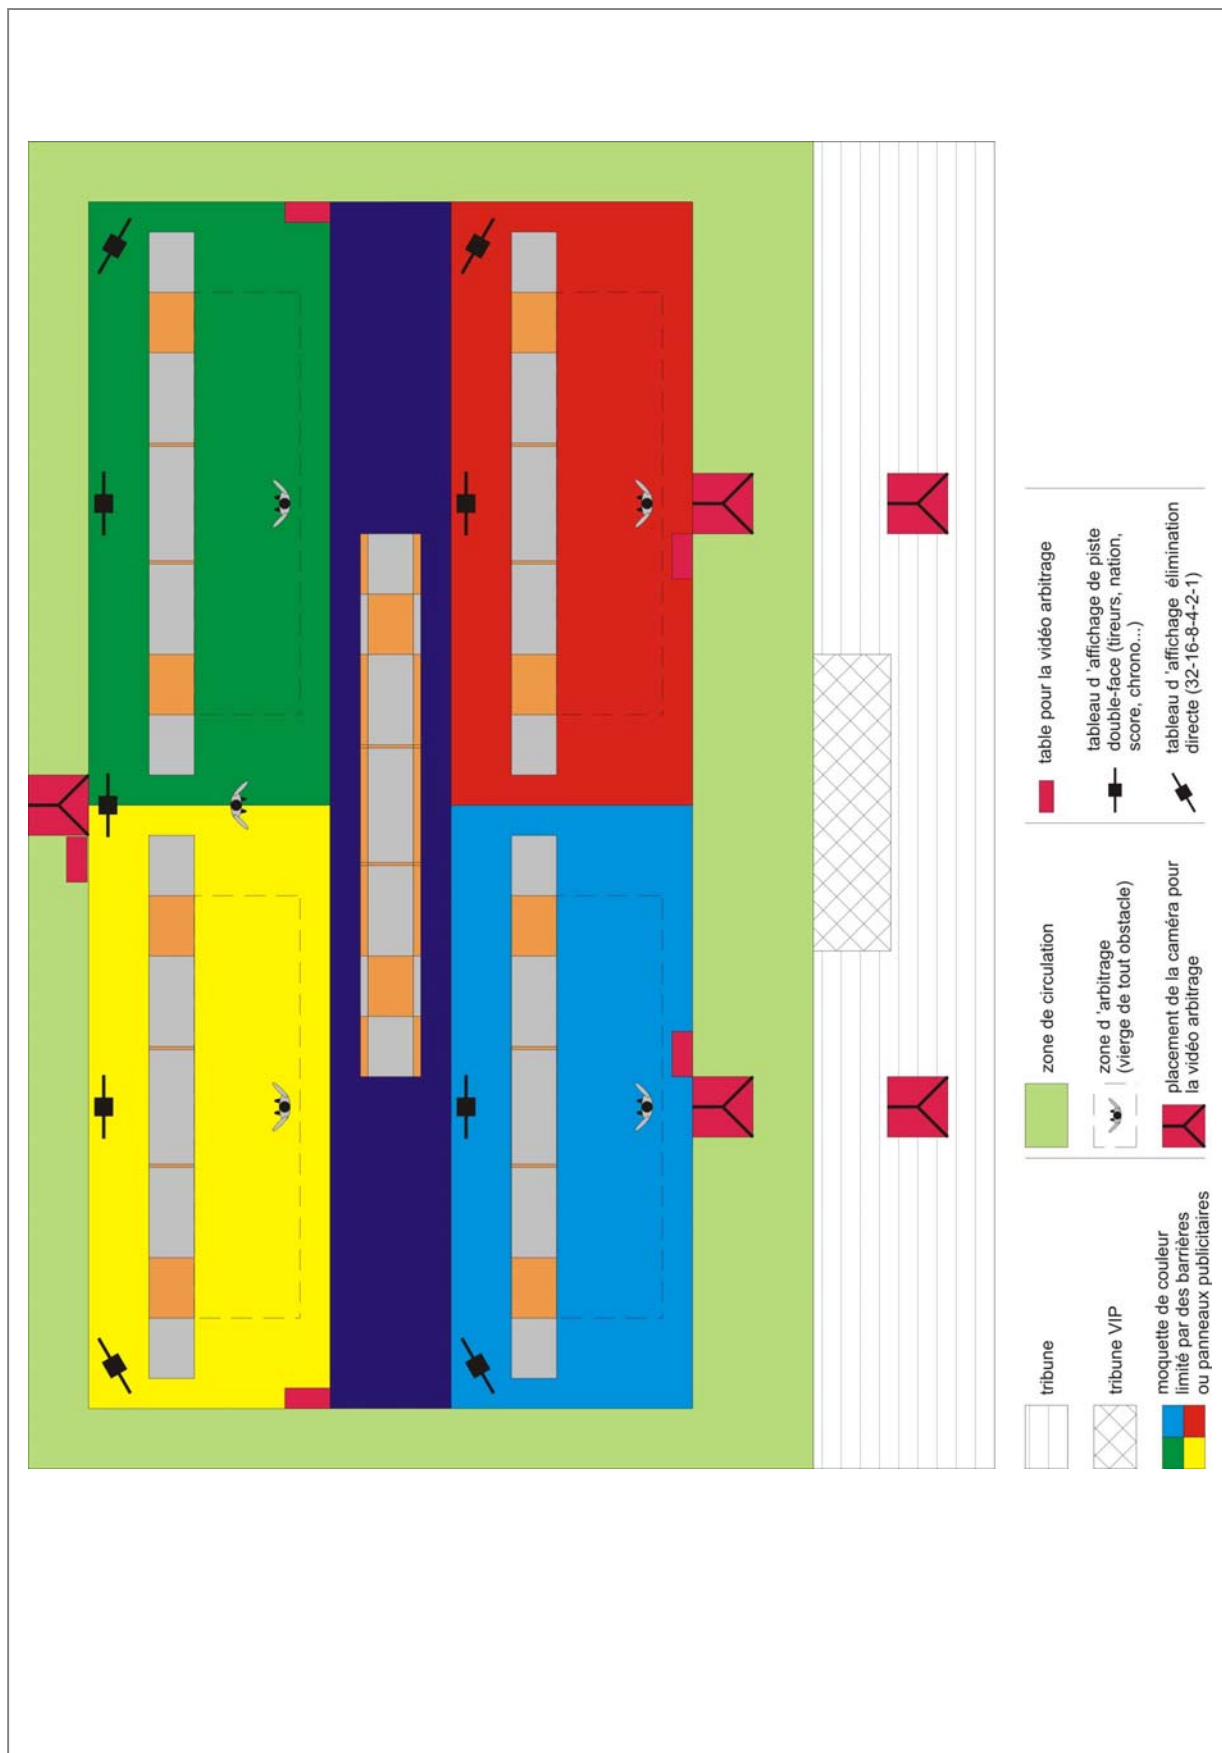 tribune
tribune VIP
moquette de couleur
limité par des barrières
ou panneaux publicitaires
zone de circulation
zone d 'arbitrage
(vierge de tout obstacle)
placement de la caméra pour
la vidéo arbitrage
table pour la vidéo arbitrage
tableau d 'affichage de piste
double-face (tireurs, nation,
score, chrono...)
tableau d 'affichage élimination
directe (32-16-8-4-2-1)